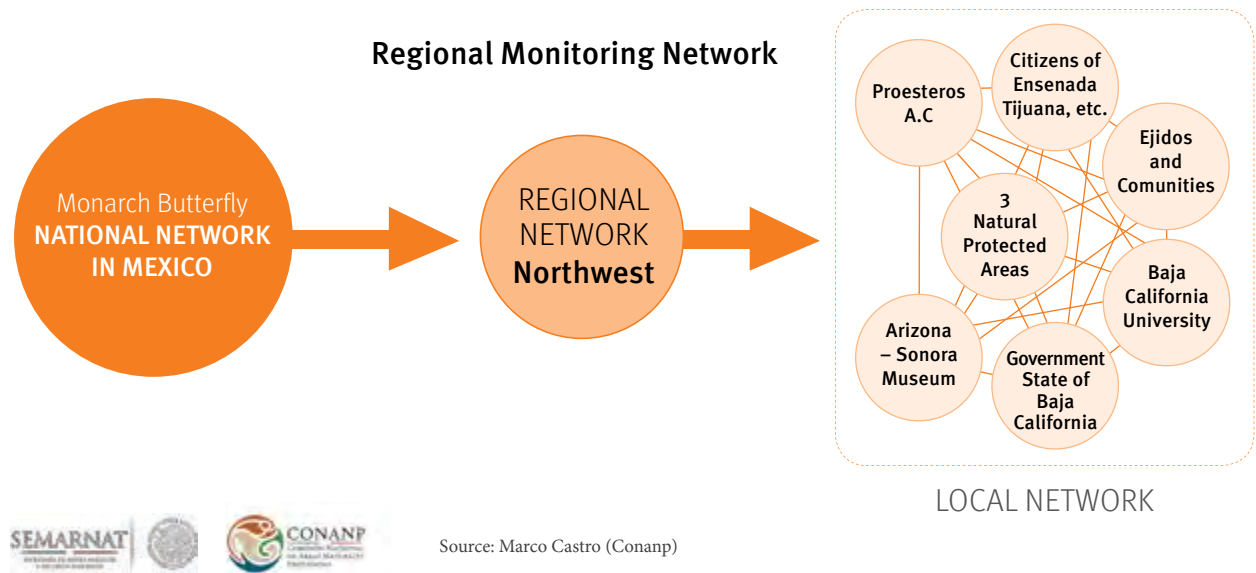 Regional Monitoring Network
Monarch Butterfly
NATIONAL NETWORK
IN MEXICO
REGIONAL
NETWORK
Northwest
Proesteros
A.C
Citizens of
Ensenada
Tijuana, etc.
Ejidos
and
Comunities
3
Natural
Protected
Areas
Baja
California
University
Arizona
– Sonora
Museum
Government
State of
Baja
California
LOCAL NETWORK
SEMARNAT
CONANP
Source: Marco Castro (Conanp)